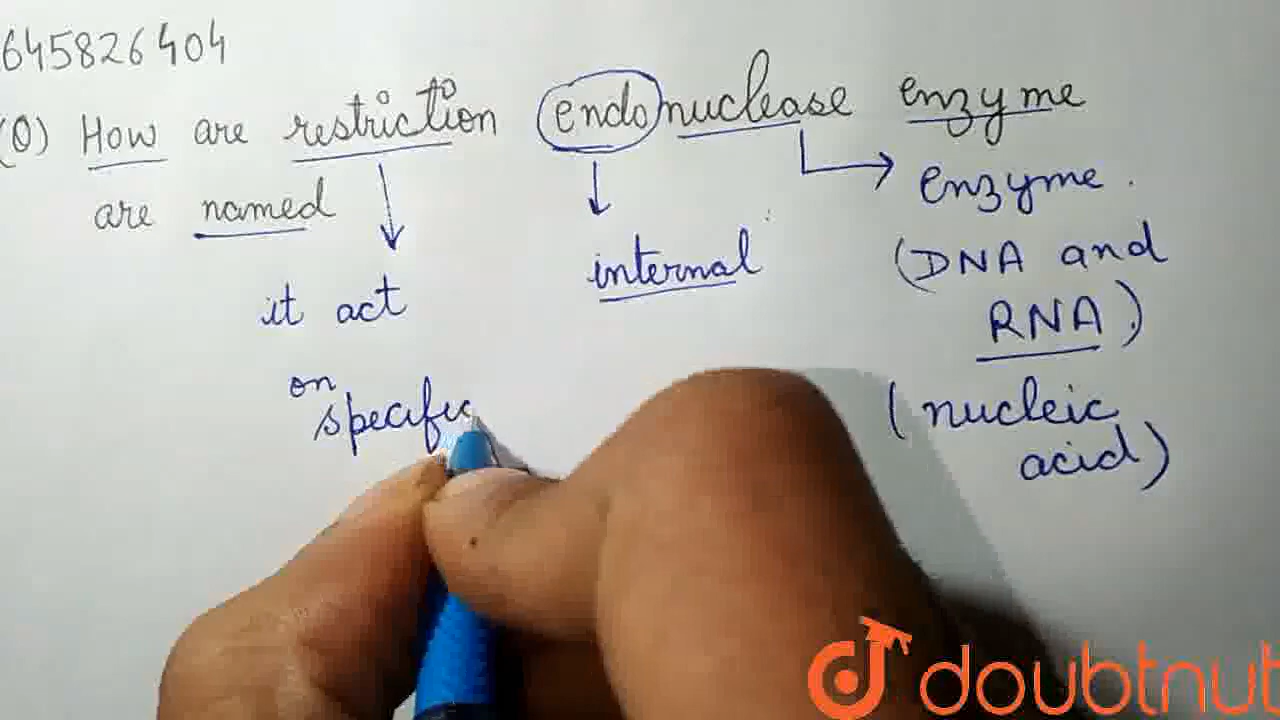 645826404
(Q) How are restriction endonuclease enzyme
are named
enzyme.
it act
internal
(DNA and
RNA)
on
specific
(nucleic
acid)
doubtnut